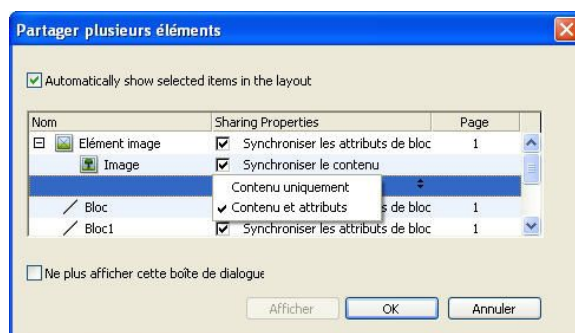 Partager plusieurs éléments
Automatically show selected items in the layout
Nom Sharing Properties Page
Elément image Synchroniser les attributs de bloc 1
Image Synchroniser le contenu
Contenu uniquement
Bloc Contenu et attributs de bloc 1
Bloc1 Synchroniser les attributs de bloc 1
Ne plus afficher cette boîte de dialogue
Afficher OK Annuler